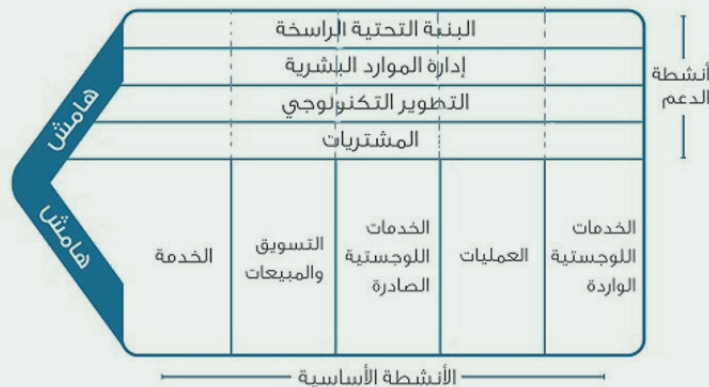 البنية التحتية الراسخة
إدارة الموارد البشرية
التطوير التكنولوجي
المشتريات
أنشطة
الدعم
هامش
هامش
الخدمات
اللوجستية
الواردة
العمليات
الخدمات
اللوجستية
الصادرة
التسويق
والمبيعات
الخدمة
الأنشطة الأساسية